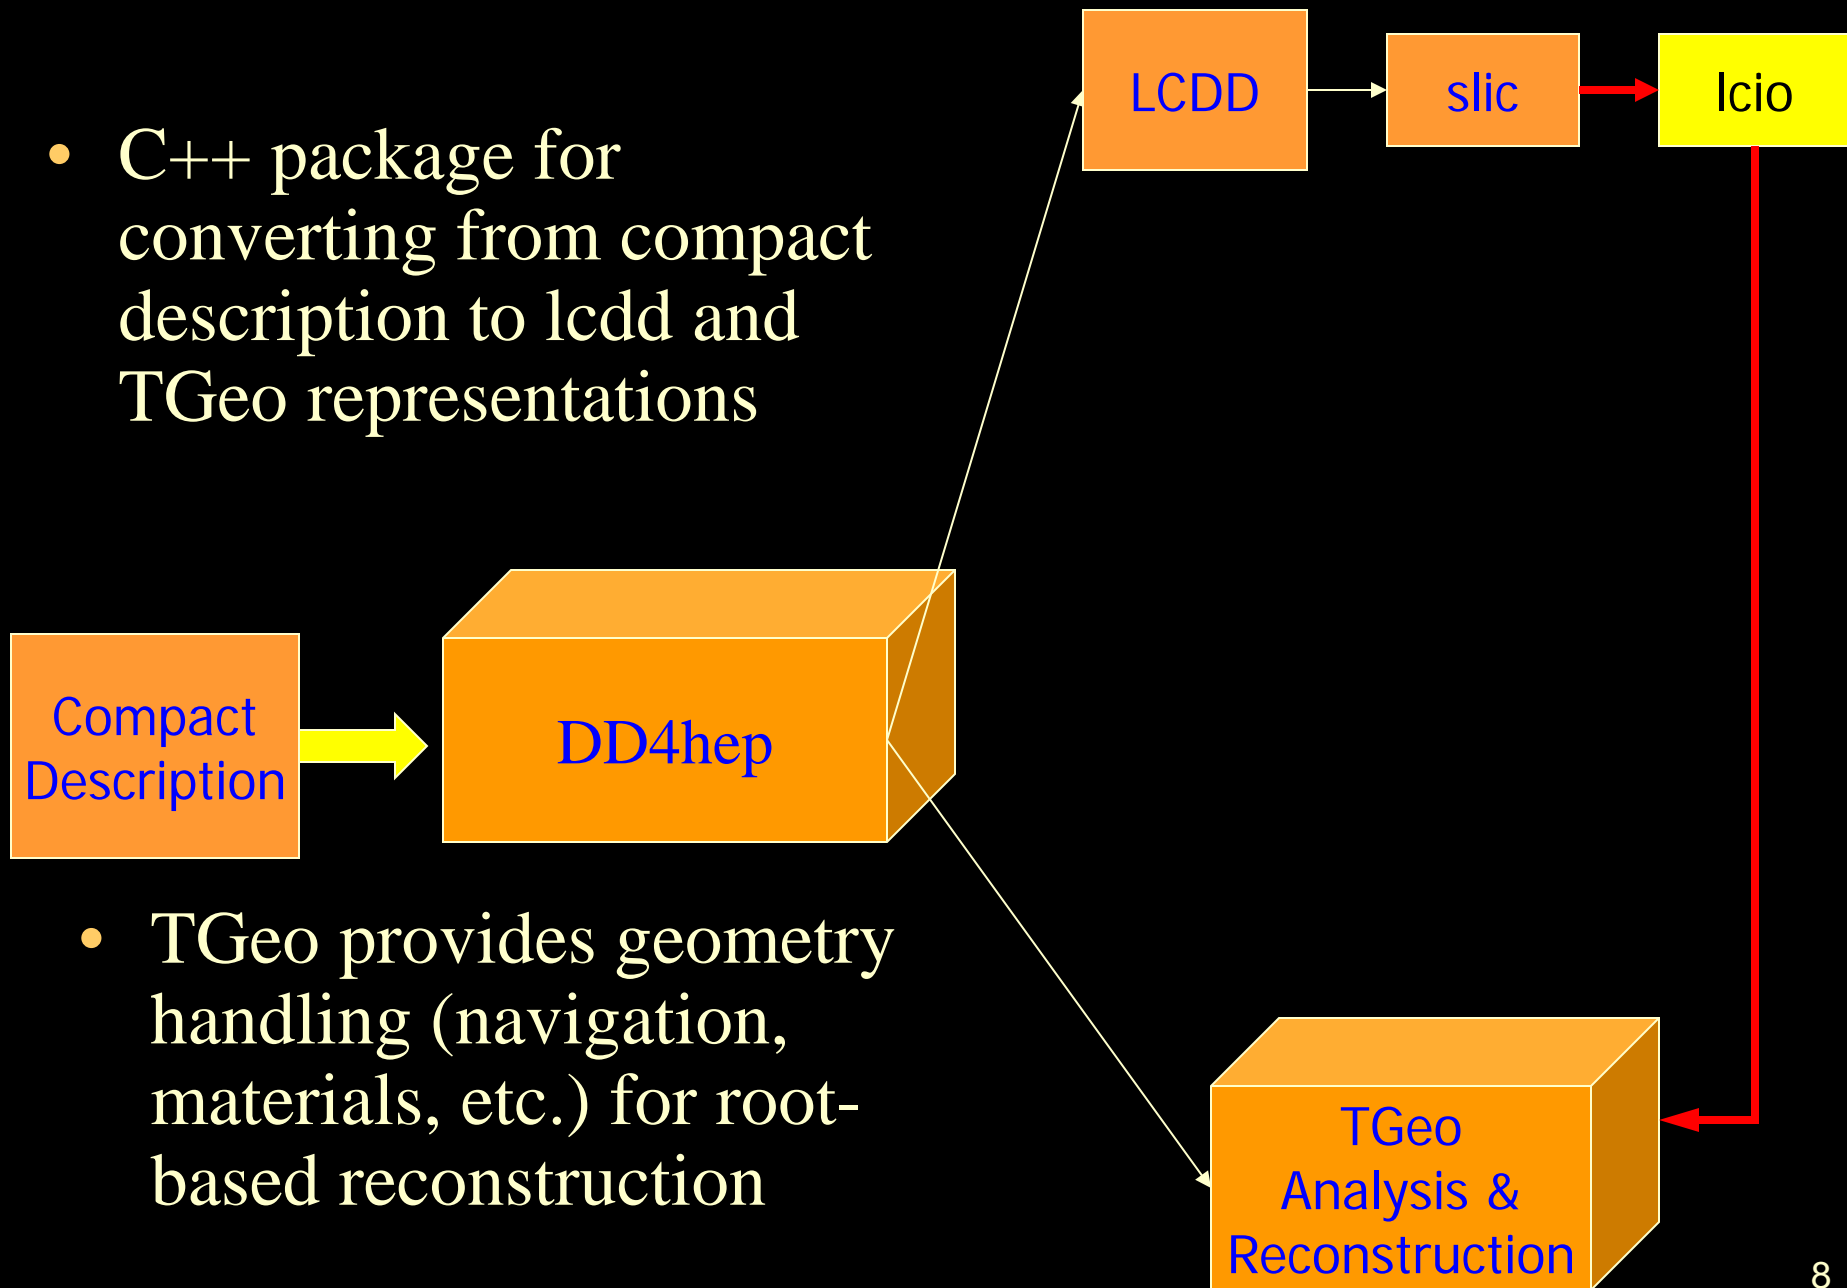 LCDD
slic
lcio
• C++ package for
converting from compact
description to lcdd and
TGeo representations
Compact
Description
DD4hep
• TGeo provides geometry
handling (navigation,
materials, etc.) for root-
based reconstruction
TGeo
Analysis &
Reconstruction
8